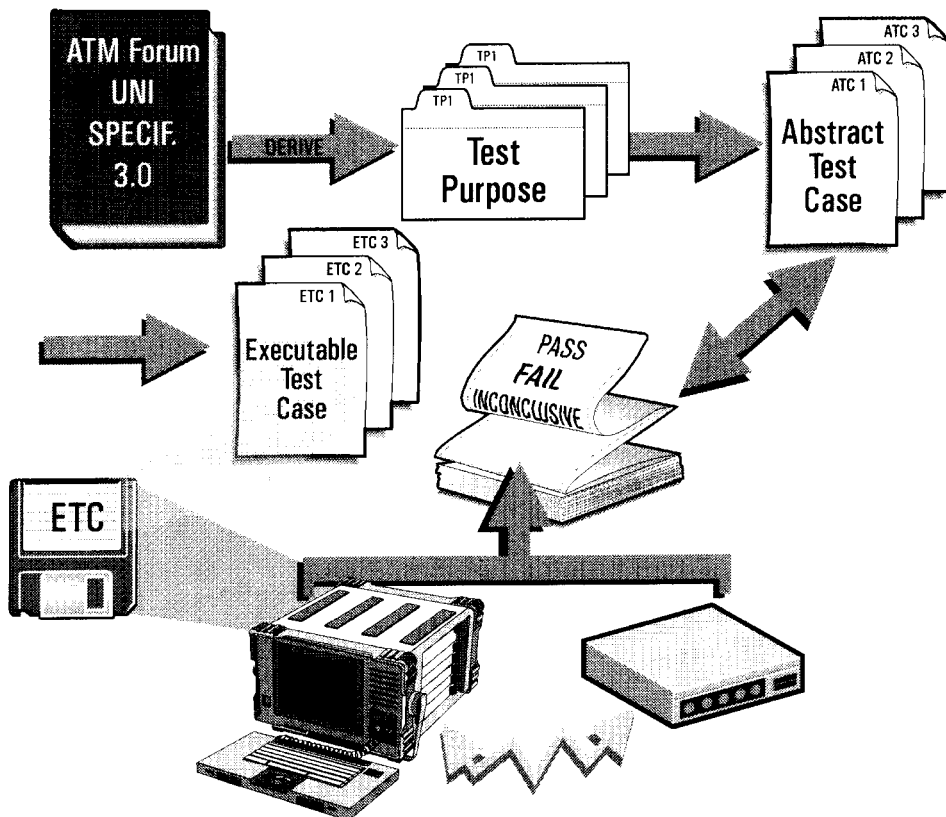 ATM Forum
UNI
SPECIF.
3.0
DERIVE
TP1
TP1
TP1
Test
Purpose
ATC 3
ATC 2
ATC 1
Abstract
Test
Case
ETC 3
ETC 2
ETC 1
Executable
Test
Case
PASS
FAIL
INCONCLUSIVE
ETC